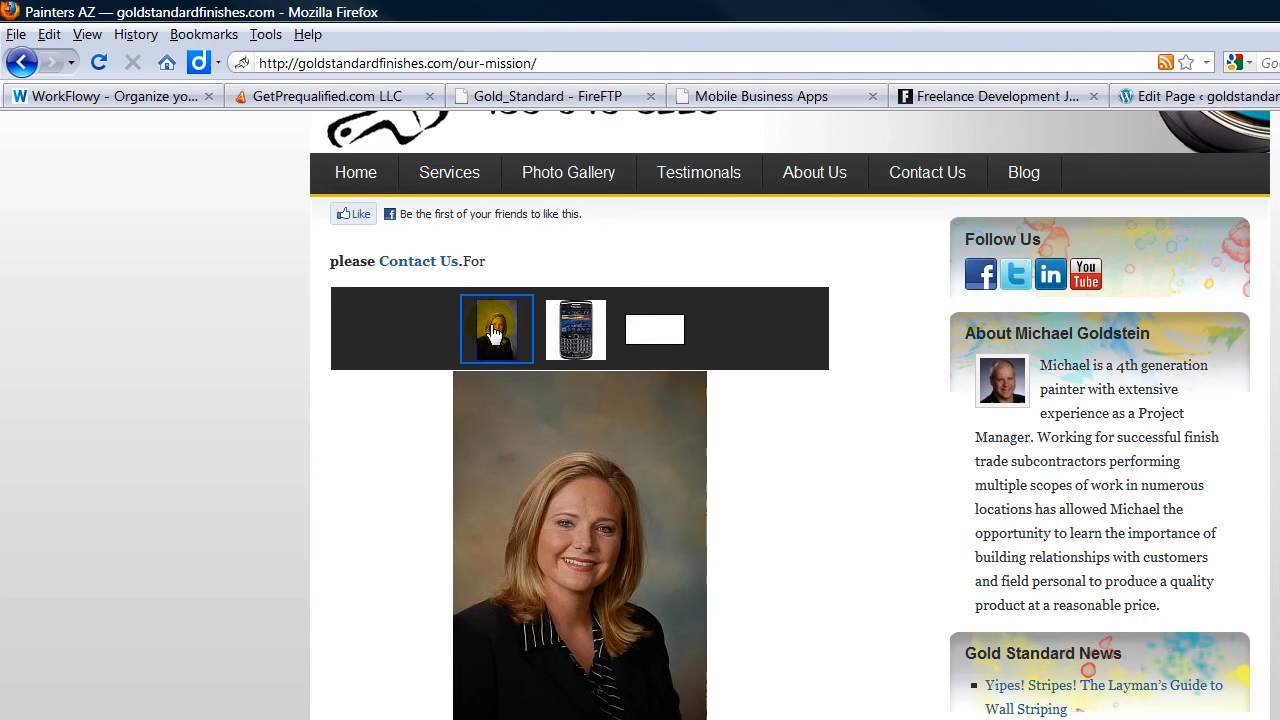 Painters AZ — goldstandardfinishes.com - Mozilla Firefox
File Edit View History Bookmarks Tools Help
http://goldstandardfinishes.com/our-mission/
WorkFlowy - Organize yo... GetPrequalified.com LLC Gold_Standard - FireFTP Mobile Business Apps Freelance Development J... Edit Page ‹ goldstandar
Home Services Photo Gallery Testimonials About Us Contact Us Blog
Like Be the first of your friends to like this.
please Contact Us.For
Follow Us
You Tube
About Michael Goldstein
Michael is a 4th generation
painter with extensive
experience as a Project
Manager. Working for successful finish
trade subcontractors performing
multiple scopes of work in numerous
locations has allowed Michael the
opportunity to learn the importance of
building relationships with customers
and field personal to produce a quality
product at a reasonable price.
Gold Standard News
Yipes! Stripes! The Layman's Guide to
Wall Striping